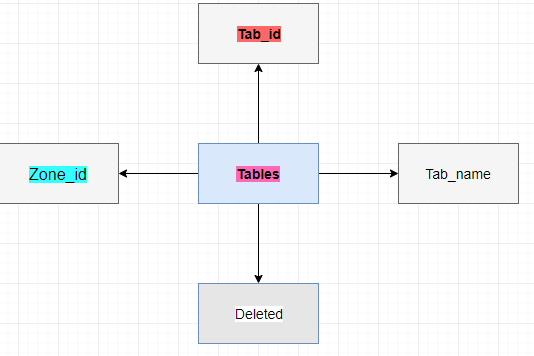 Tab_id
Zone_id
Tables
Tab_name
Deleted